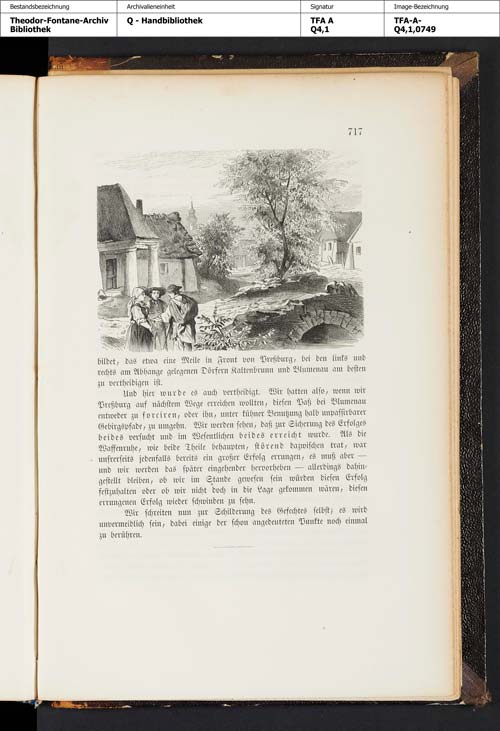 Bestandsbezeichnung
Archivalieneinheit
Signatur
Image-Bezeichnung
Theodor-Fontane-Archiv
Bibliothek
Q - Handbibliothek
TFA A
Q4,1
TFA-A-
Q4,1,0749
717
bildet, das etwa eine Meile in Front von Preßburg, bei den links und
rechts am Abhange gelegenen Dörfern Kaltenbrunn und Blumenau am besten
zu vertheidigen ist.
Und hier wurde es auch vertheidigt. Wir hatten also, wenn wir
Preßburg auf nächstem Wege erreichen wollten, diesen Paß bei Blumenau
entweder zu forciren, oder ihn, unter kühner Benutzung halb unpassirbarer
Gebirgspfade, zu umgehn. Wir werden sehen, daß zur Sicherung des Erfolges
beides versucht und im Wesentlichen beides erreicht wurde. Als die
Waffenruhe, wie beide Theile behaupten, störend dazwischen trat, war
unsrerseits jedenfalls bereits ein großer Erfolg errungen, es muß aber —
und wir werden das später eingehender hervorheben — allerdings dahin-
gestellt bleiben, ob wir im Stande gewesen sein würden diesen Erfolg
festzuhalten oder ob wir nicht doch in die Lage gekommen wären, diesen
errungenen Erfolg wieder schwinden zu sehn.
Wir schreiten nun zur Schilderung des Gefechtes selbst; es wird
unvermeidlich sein, dabei einige der schon angedeuteten Punkte noch einmal
zu berühren.